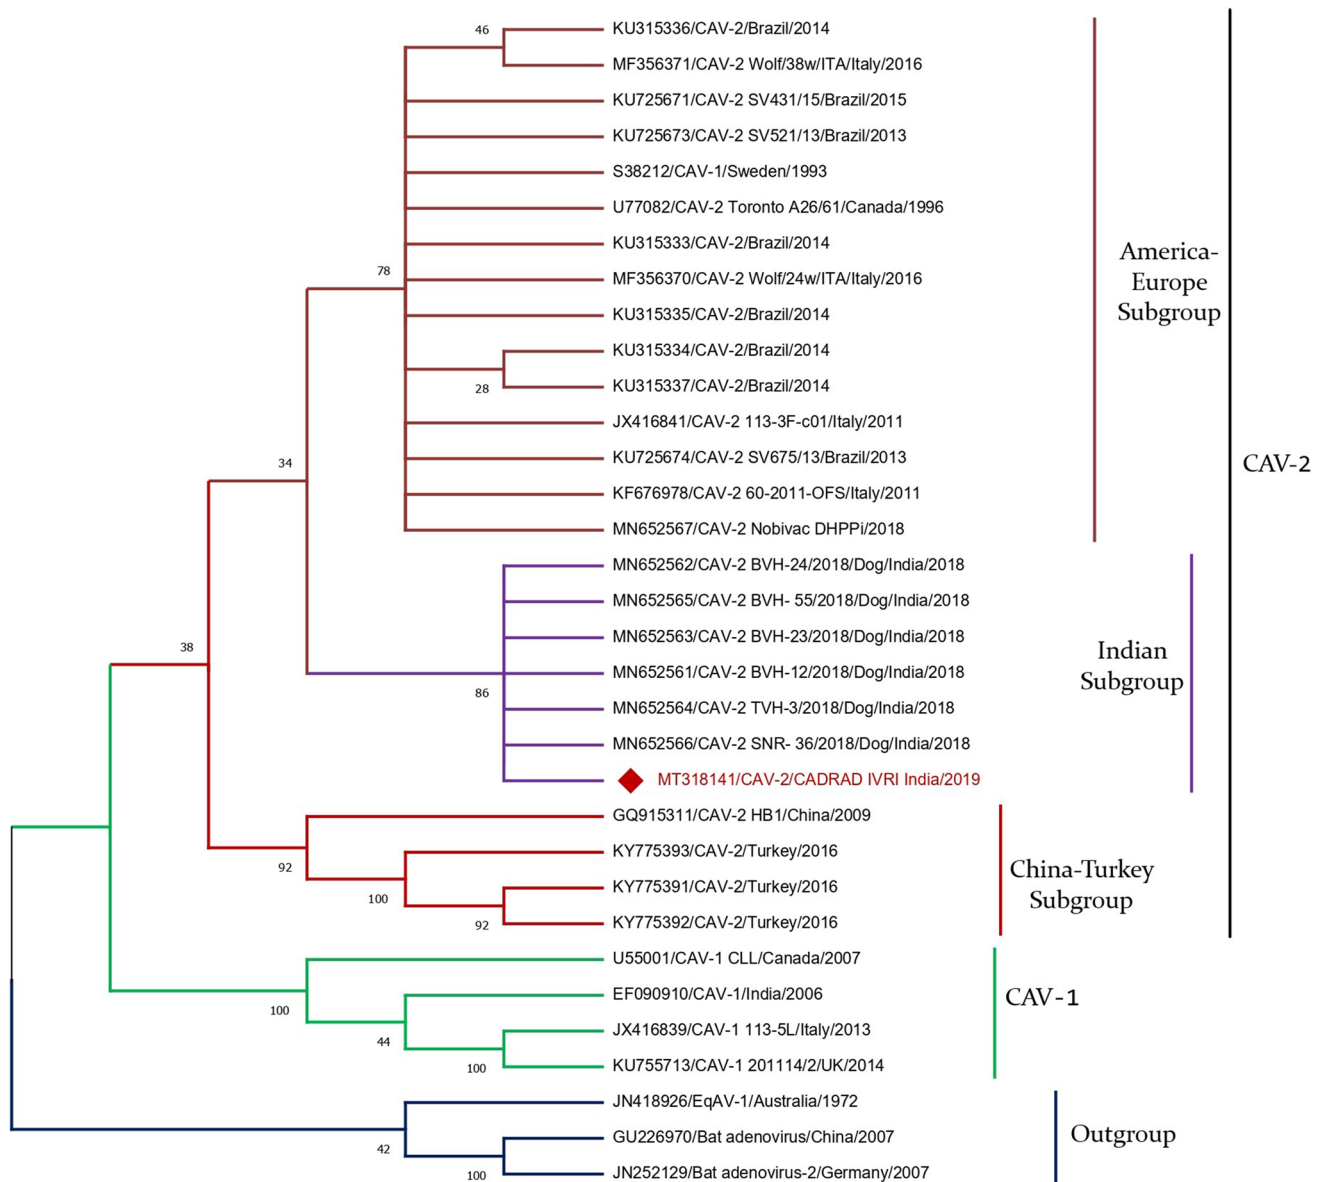 46
KU315336/CAV-2/Brazil/2014
MF356371/CAV-2 Wolf/38w/ITA/Italy/2016
KU725671/CAV-2 SV431/15/Brazil/2015
KU725673/CAV-2 SV521/13/Brazil/2013
S38212/CAV-1/Sweden/1993
U77082/CAV-2 Toronto A26/61/Canada/1996
KU315333/CAV-2/Brazil/2014
78
MF356370/CAV-2 Wolf/24w/ITA/Italy/2016
KU315335/CAV-2/Brazil/2014
KU315334/CAV-2/Brazil/2014
28
KU315337/CAV-2/Brazil/2014
JX416841/CAV-2 113-3F-c01/Italy/2011
34
KU725674/CAV-2 SV675/13/Brazil/2013
KF676978/CAV-2 60-2011-OFS/Italy/2011
MN652567/CAV-2 Nobivac DHPPi/2018
America-
Europe
Subgroup
CAV-2
MN652562/CAV-2 BVH-24/2018/Dog/India/2018
MN652565/CAV-2 BVH- 55/2018/Dog/India/2018
MN652563/CAV-2 BVH-23/2018/Dog/India/2018
38
MN652561/CAV-2 BVH-12/2018/Dog/India/2018
86
MN652564/CAV-2 TVH-3/2018/Dog/India/2018
MN652566/CAV-2 SNR- 36/2018/Dog/India/2018
MT318141/CAV-2/CADRAD IVRI India/2019
Indian
Subgroup
GQ915311/CAV-2 HB1/China/2009
92
KY775393/CAV-2/Turkey/2016
100
KY775391/CAV-2/Turkey/2016
92
KY775392/CAV-2/Turkey/2016
China-Turkey
Subgroup
U55001/CAV-1 CLL/Canada/2007
100
EF090910/CAV-1/India/2006
44
JX416839/CAV-1 113-5L/Italy/2013
100
KU755713/CAV-1 201114/2/UK/2014
CAV-1
JN418926/EqAV-1/Australia/1972
42
GU226970/Bat adenovirus/China/2007
100
JN252129/Bat adenovirus-2/Germany/2007
Outgroup